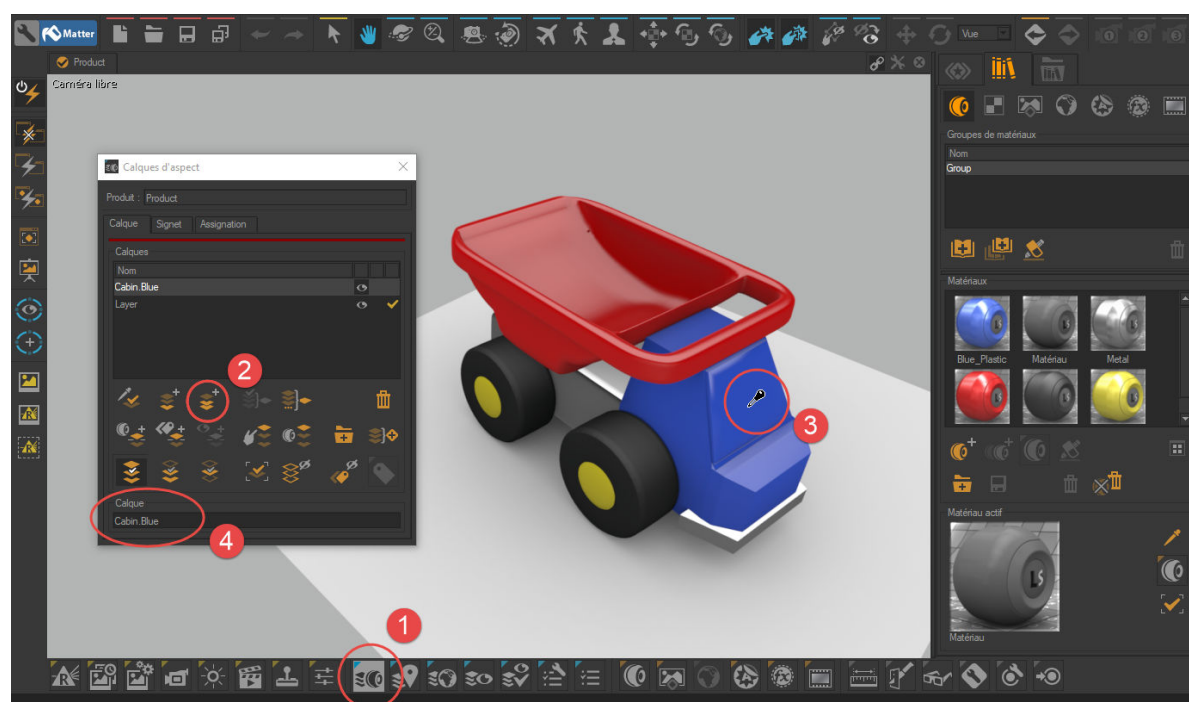 Matter
Vue
Product
Caméra libre
Calques d'aspect
Produit : Product
Calque Signet Assignation
Calques
Nom
Cabin.Blue
Layer
2
3
Calque
Cabin.Blue
4
1
Groupes de matériaux
Nom
Group
Matériaux
Blue_Plastic Matériau Metal
Matériau actif
LS
Matériau